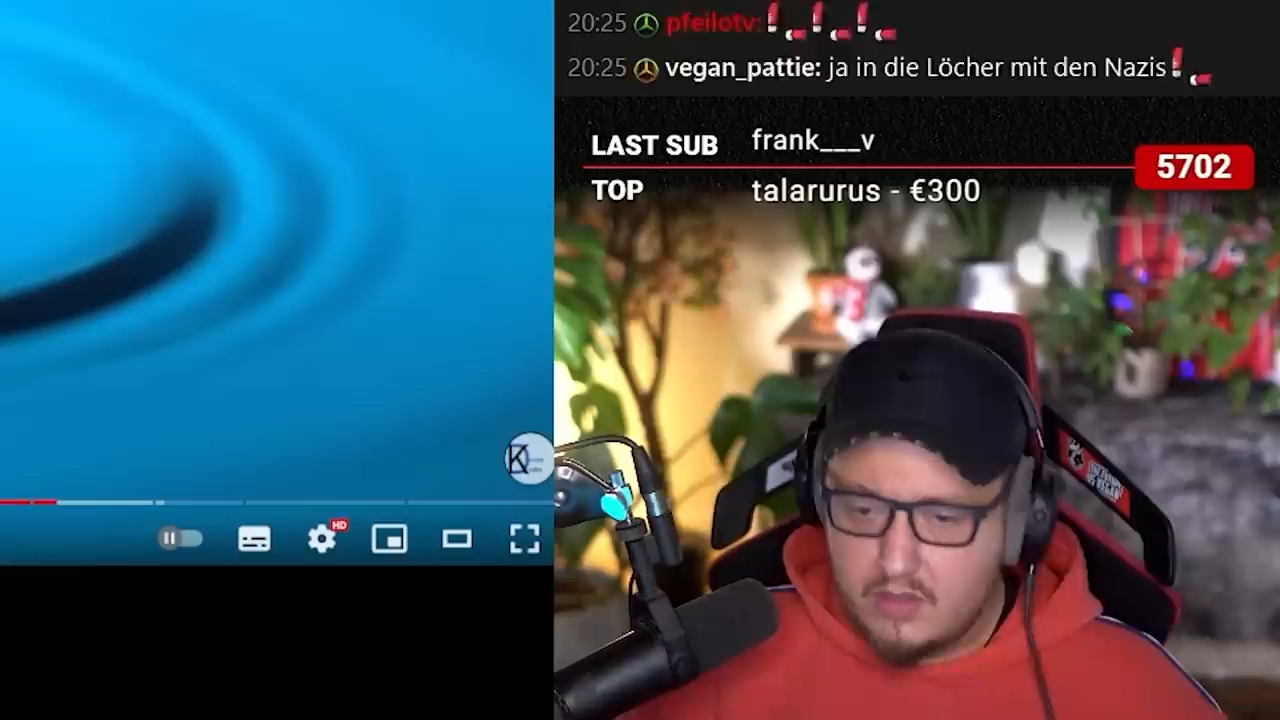 20:25 pfeilotv:
20:25 vegan_pattie: ja in die Löcher mit den Nazis
LAST SUB frank___v
5702
TOP talarurus - €300
HD
K